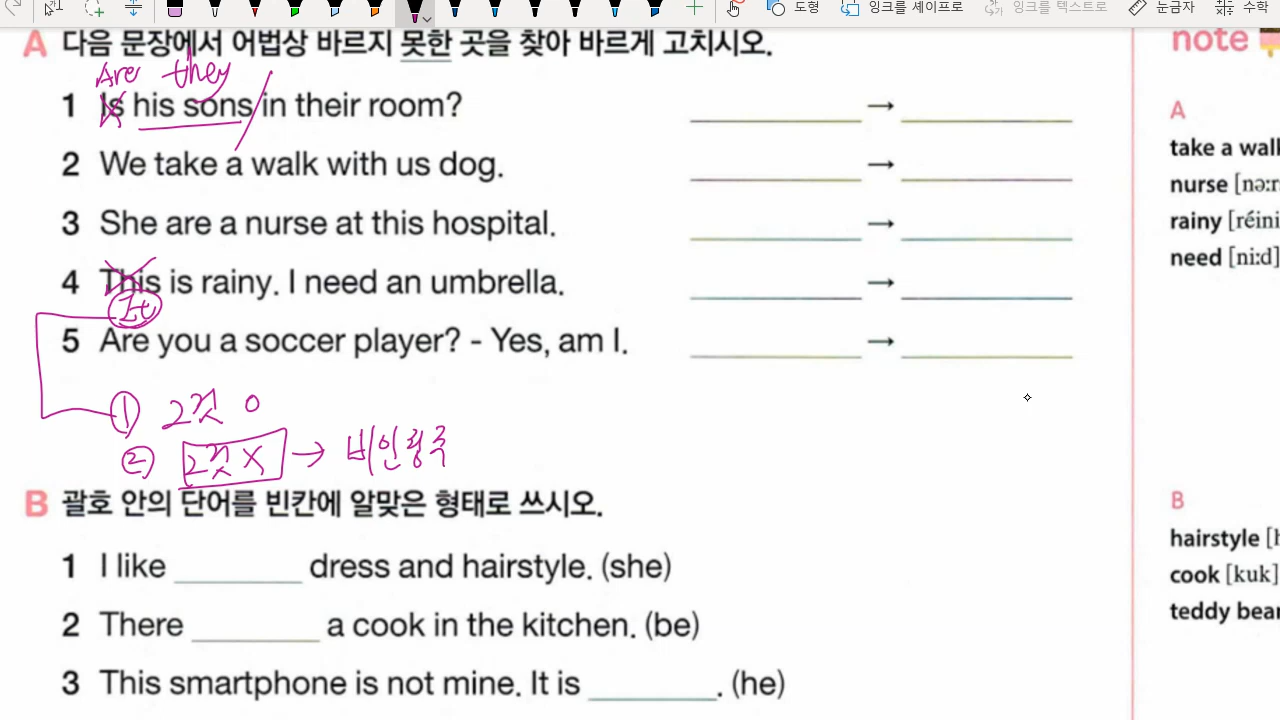 도형 잉크를 셰이프로 잉크를 텍스트로 눈금자 수학
A 다음 문장에서 어법상 바르지 못한 곳을 찾아 바르게 고치시오.
note
Are they
1 Is his sons in their room? →
A
2 We take a walk with us dog. →
take a walk
nurse [nə:r
3 She are a nurse at this hospital. →
rainy [réini
need [ni:d]
4 This is rainy. I need an umbrella. →
It
5 Are you a soccer player? - Yes, am I. →
① 그것 O
② 그것 X → 비인칭주
B 괄호 안의 단어를 빈칸에 알맞은 형태로 쓰시오.
B
hairstyle [h
1 I like ________ dress and hairstyle. (she)
cook [kuk]
2 There ________ a cook in the kitchen. (be)
teddy bear
3 This smartphone is not mine. It is ________. (he)